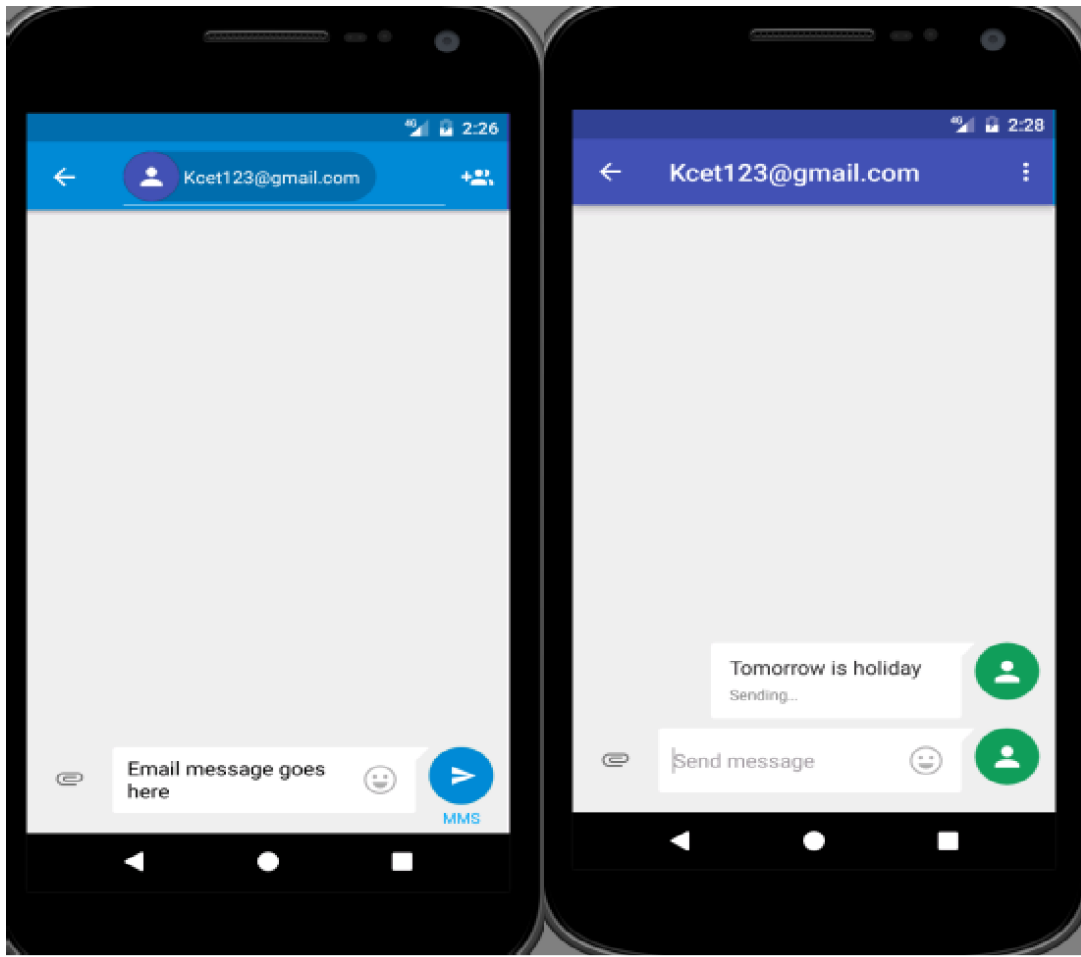 4G 2:26
Kcet123@gmail.com
Email message goes
here
MMS
4G 2:28
Kcet123@gmail.com
Tomorrow is holiday
Sending...
Send message